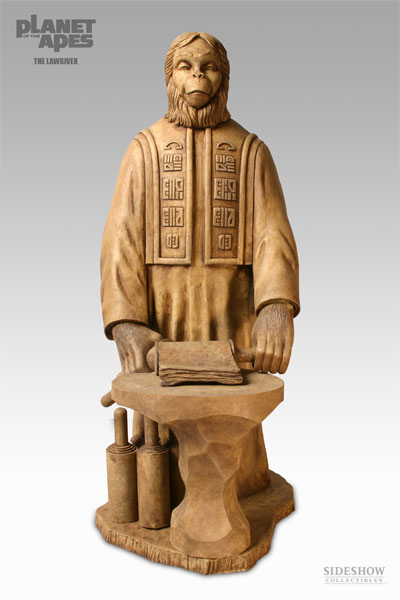 PLANET
OF THE
APES
THE LAWGIVER
SIDESHOW
COLLECTIBLES